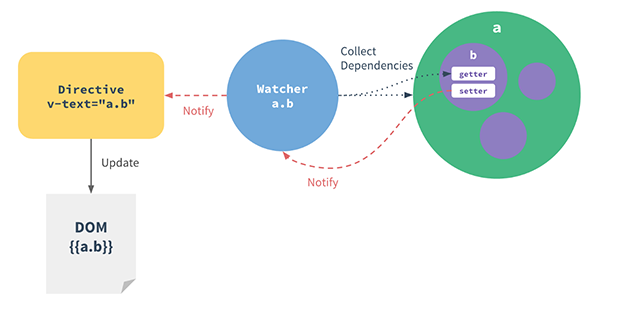 Directive
v-text="a.b"
Notify
Watcher
a.b
Collect
Dependencies
a
b
getter
setter
Notify
Update
DOM
{{a.b}}